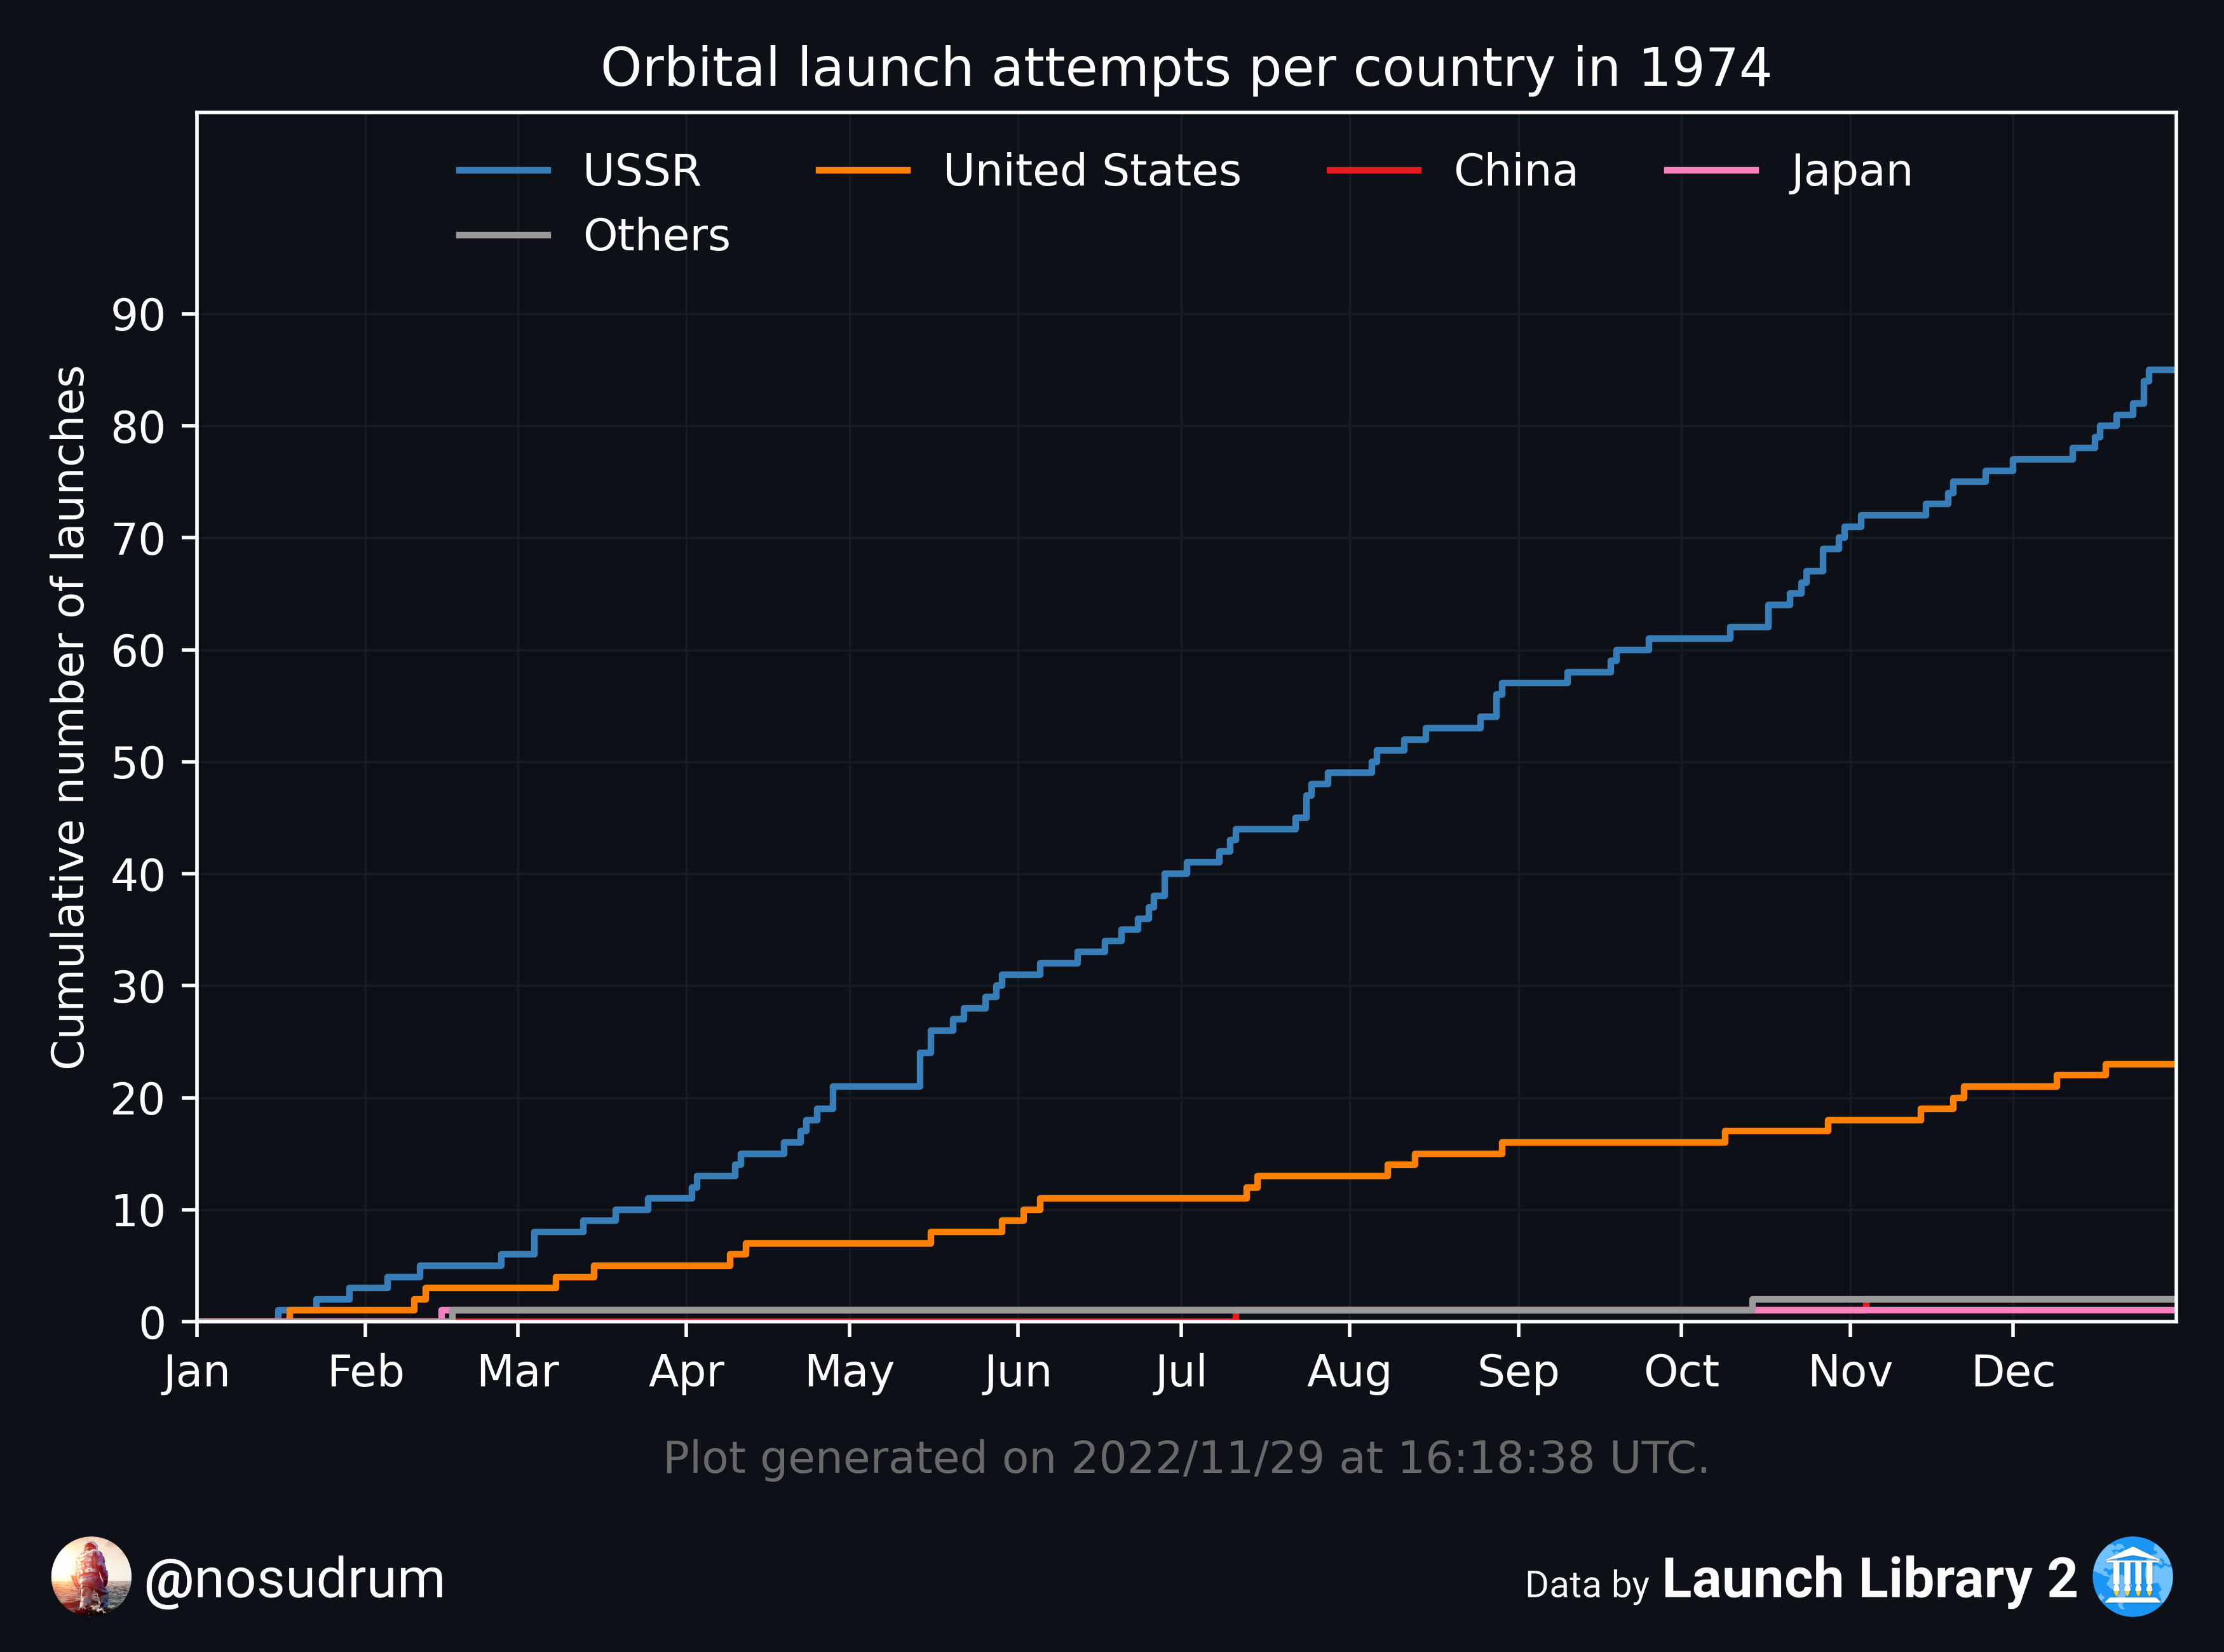 Orbital launch attempts per country in 1974
USSR United States China Japan
Others
Cumulative number of launches
90
80
70
60
50
40
30
20
10
0
Jan Feb Mar Apr May Jun Jul Aug Sep Oct Nov Dec
Plot generated on 2022/11/29 at 16:18:38 UTC.
@nosudrum
Data by Launch Library 2